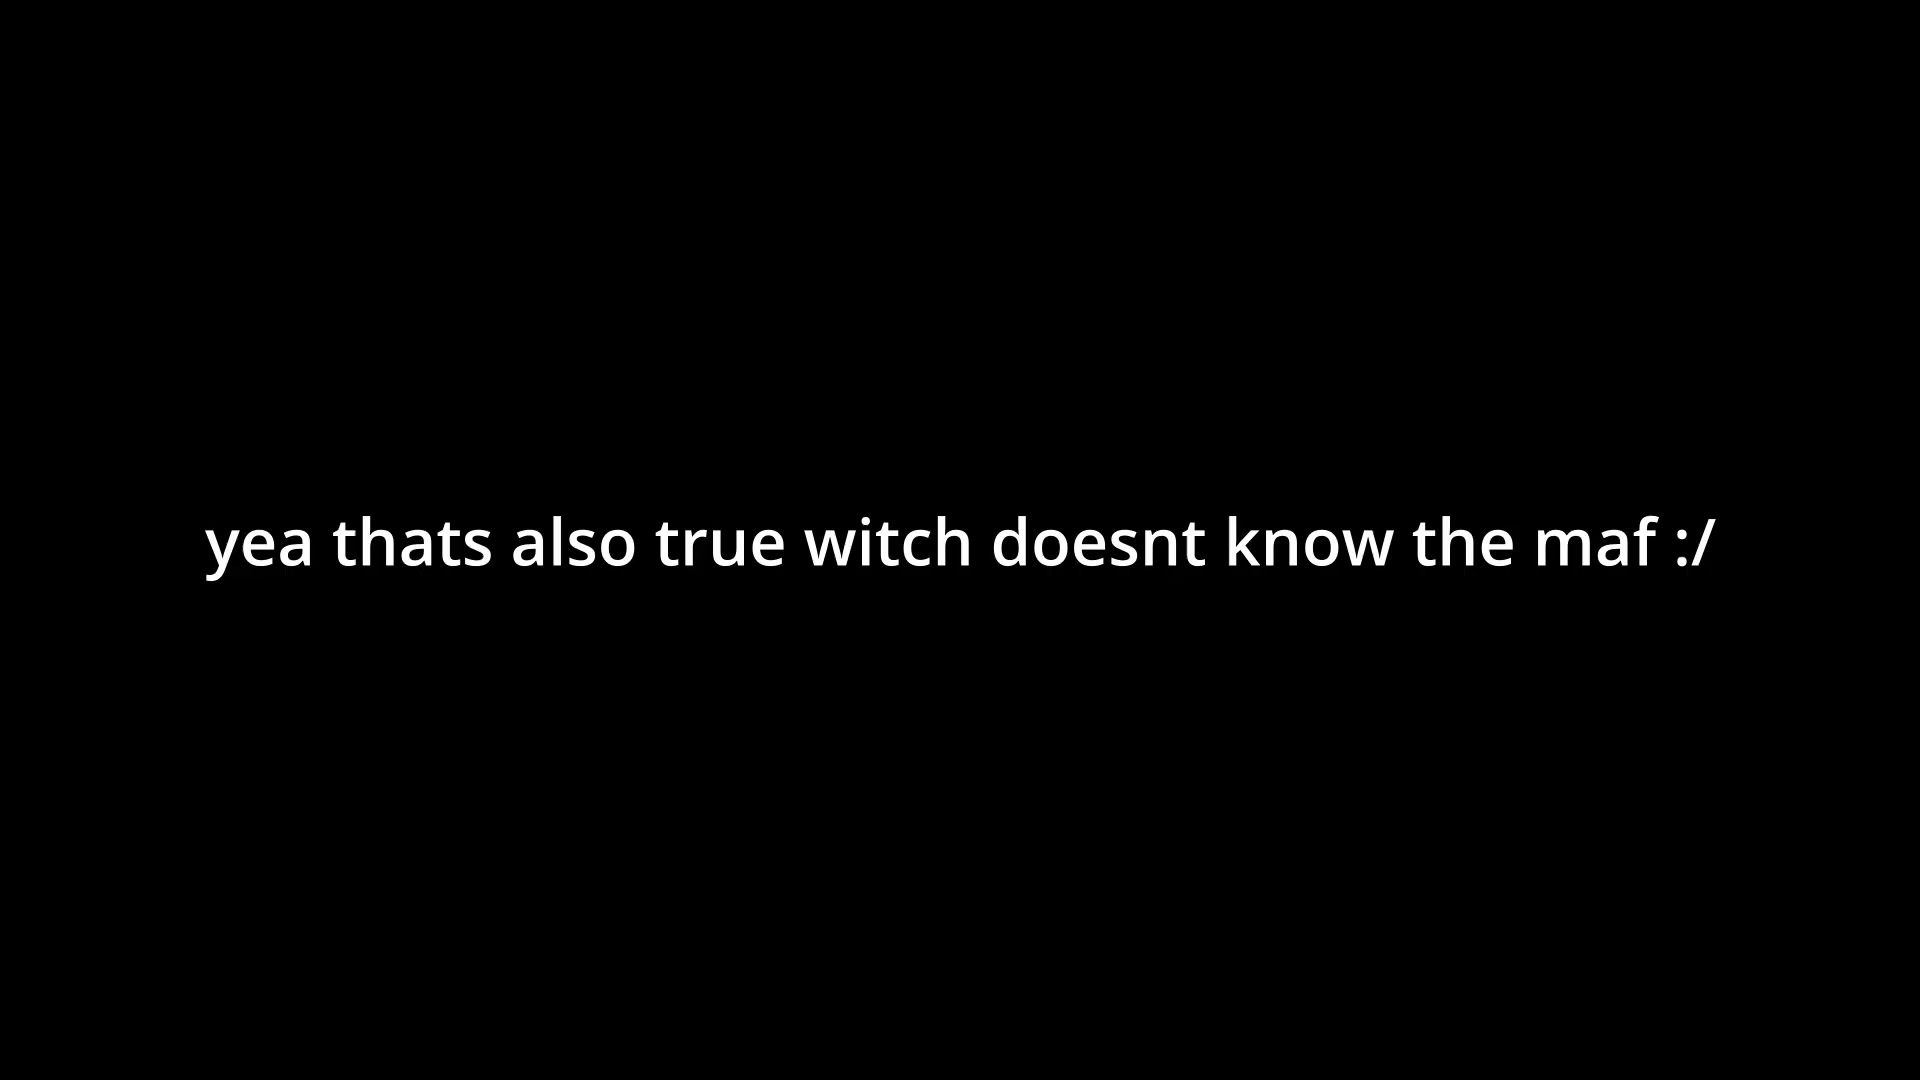 yea thats also true witch doesnt know the maf :/